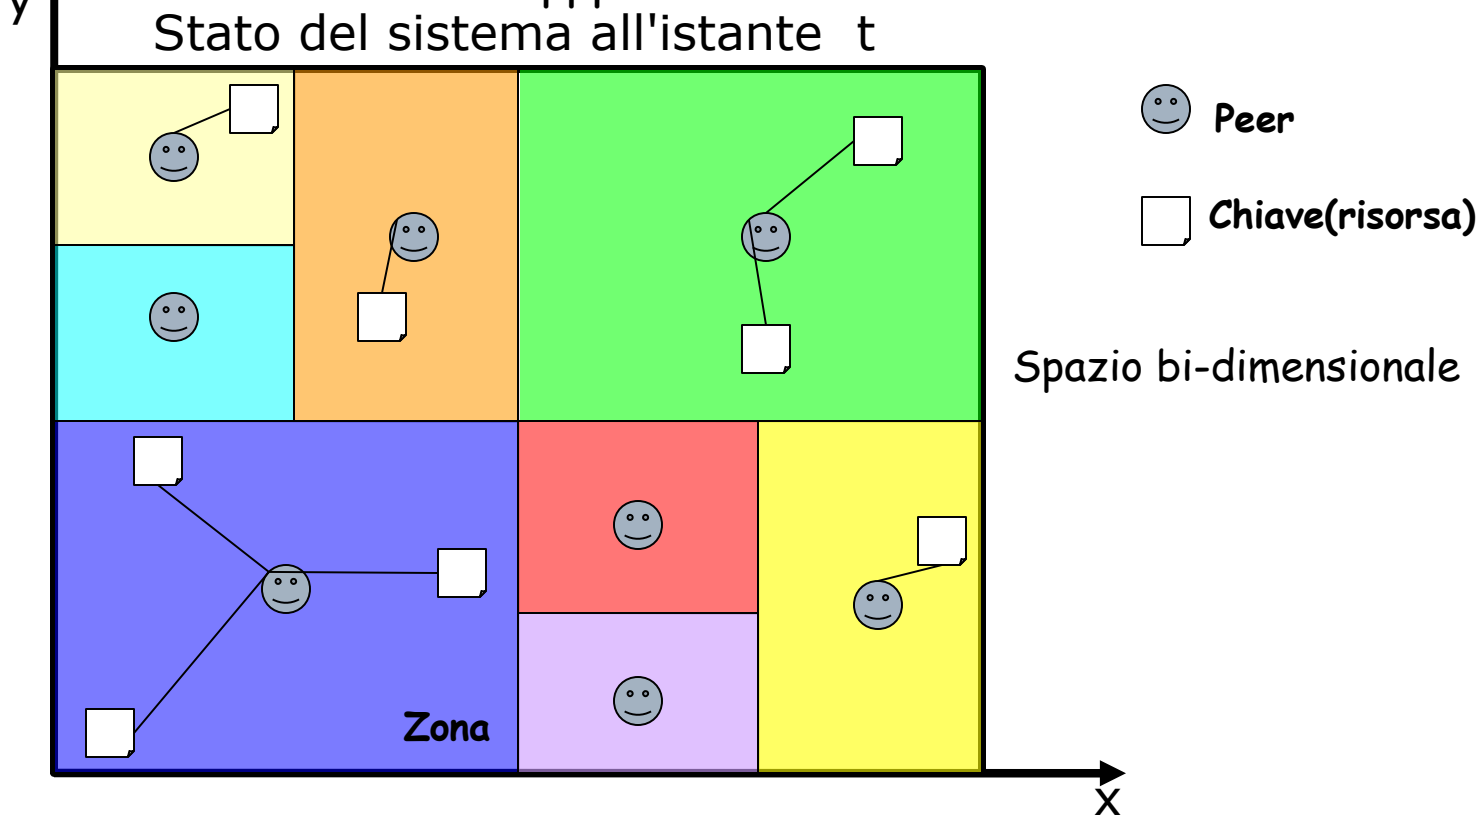 y
Stato del sistema all'istante t
Peer
Chiave(risorsa)
Spazio bi-dimensionale
Zona
x